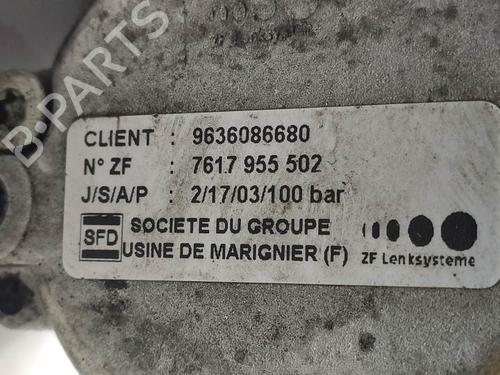 B-PARTS
CLIENT : 9636086680
N° ZF : 7617 955 502
J/S/A/P : 2/17/03/100 bar
SFD
SOCIETE DU GROUPE
USINE DE MARIGNIER (F)
ZF Lenksysteme